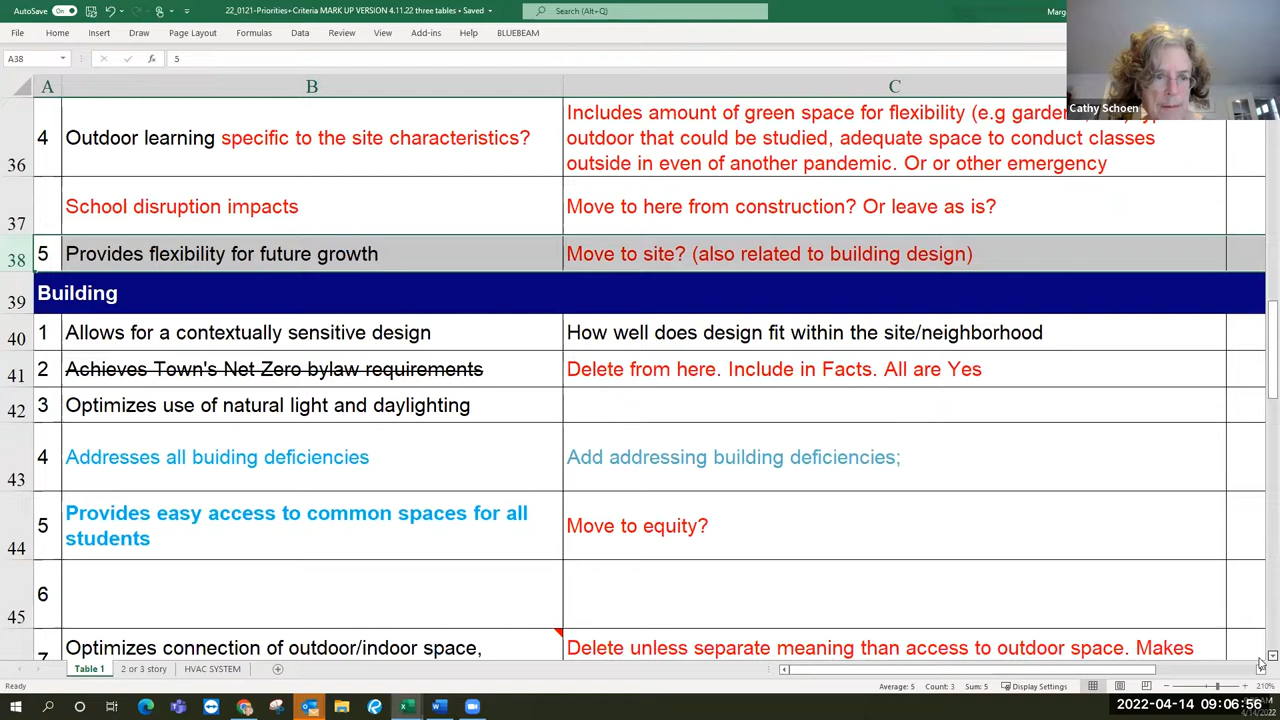 AutoSave On 22_0121-Priorities+Criteria MARK UP VERSION 4.11.22 three tables • Saved Search (Alt+Q) Marg
File Home Insert Draw Page Layout Formulas Data Review View Add-ins Help BLUEBEAM
A38 fx 5
Cathy Schoen
A B C
36 4 Outdoor learning specific to the site characteristics? Includes amount of green space for flexibility (e.g garde
outdoor that could be studied, adequate space to conduct classes
outside in even of another pandemic. Or or other emergency
37 School disruption impacts Move to here from construction? Or leave as is?
38 5 Provides flexibility for future growth Move to site? (also related to building design)
39 Building
40 1 Allows for a contextually sensitive design How well does design fit within the site/neighborhood
41 2 Achieves Town's Net Zero bylaw requirements Delete from here. Include in Facts. All are Yes
42 3 Optimizes use of natural light and daylighting
43 4 Addresses all buiding deficiencies Add addressing building deficiencies;
44 5 Provides easy access to common spaces for all
students Move to equity?
45 6
7 Optimizes connection of outdoor/indoor space, Delete unless separate meaning than access to outdoor space. Makes
Table 1 2 or 3 story HVAC SYSTEM
Ready Average: 5 Count: 3 Sum: 5 Display Settings 210%
2022-04-14 09:06:56